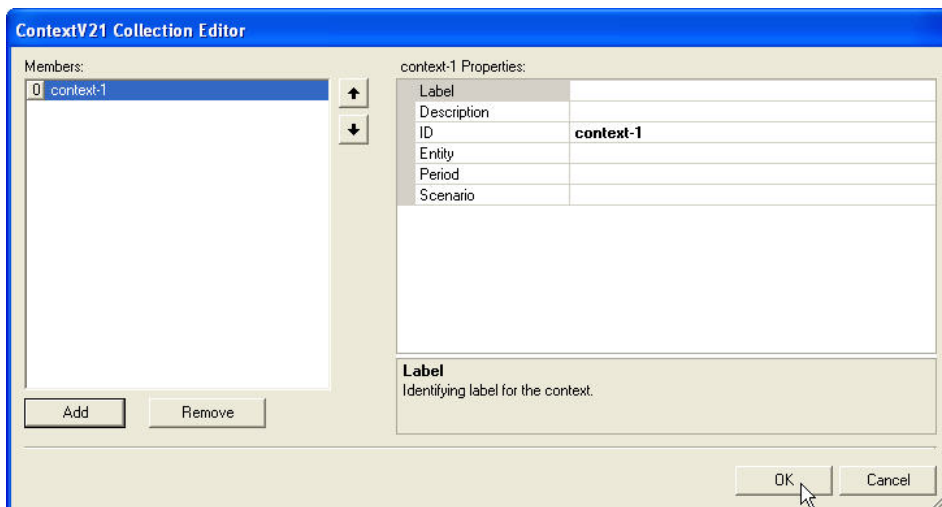 ContextV21 Collection Editor
Members:
0 context-1
context-1 Properties:
Label
Description
ID context-1
Entity
Period
Scenario
Label
Identifying label for the context.
Add Remove
OK Cancel